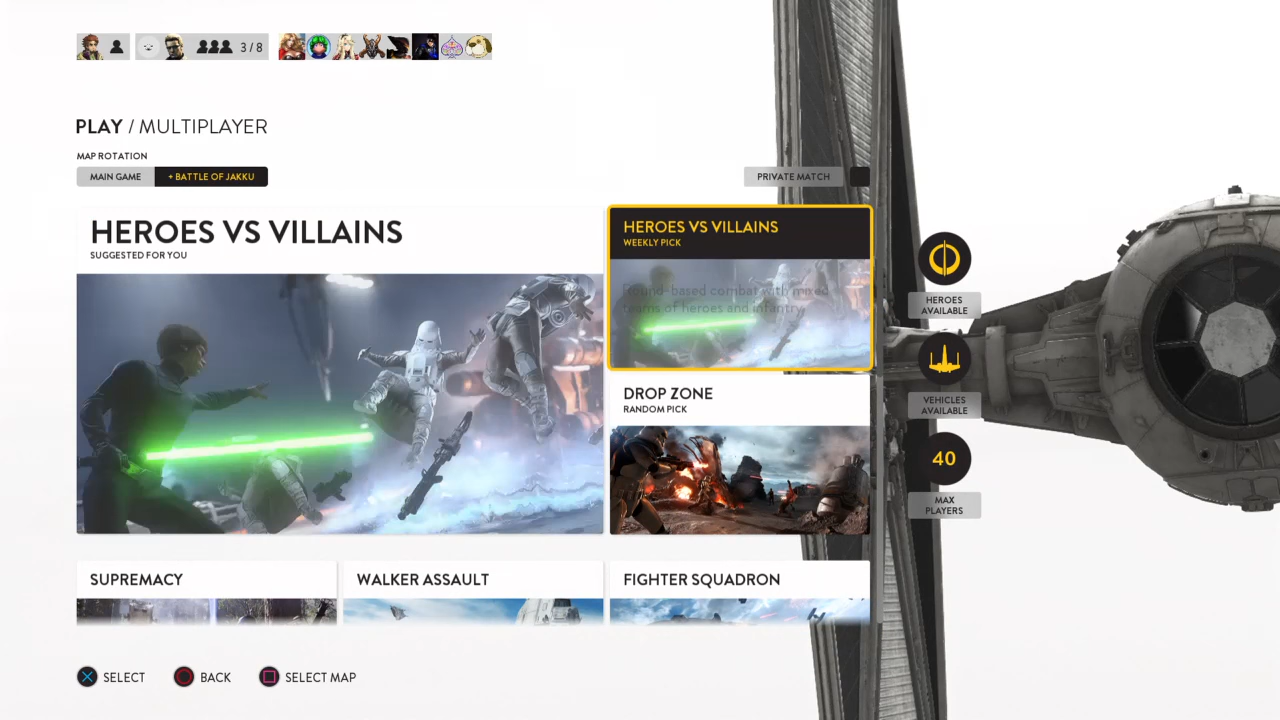 3 / 8
PLAY / MULTIPLAYER
MAP ROTATION
MAIN GAME
+ BATTLE OF JAKKU
PRIVATE MATCH
HEROES VS VILLAINS
SUGGESTED FOR YOU
HEROES VS VILLAINS
WEEKLY PICK
Round-based combat with mixed
teams of heroes and infantry.
DROP ZONE
RANDOM PICK
HEROES
AVAILABLE
VEHICLES
AVAILABLE
40
MAX
PLAYERS
SUPREMACY
WALKER ASSAULT
FIGHTER SQUADRON
SELECT
BACK
SELECT MAP